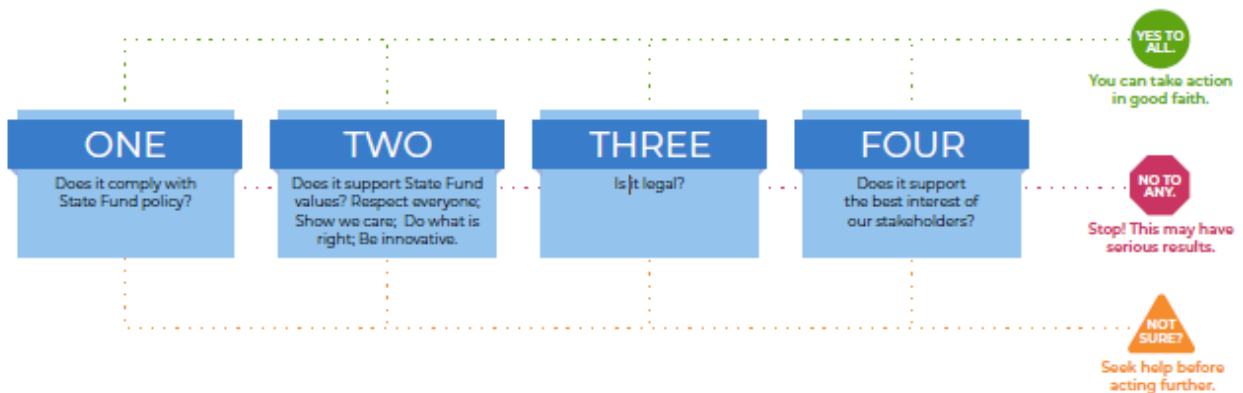 YES TO
ALL.
You can take action
in good faith.
ONE
Does it comply with
State Fund policy?
TWO
Does it support State Fund
values? Respect everyone;
Show we care; Do what is
right; Be innovative.
THREE
Is it legal?
FOUR
Does it support
the best interest of
our stakeholders?
NO TO
ANY.
Stop! This may have
serious results.
NOT
SURE?
Seek help before
acting further.